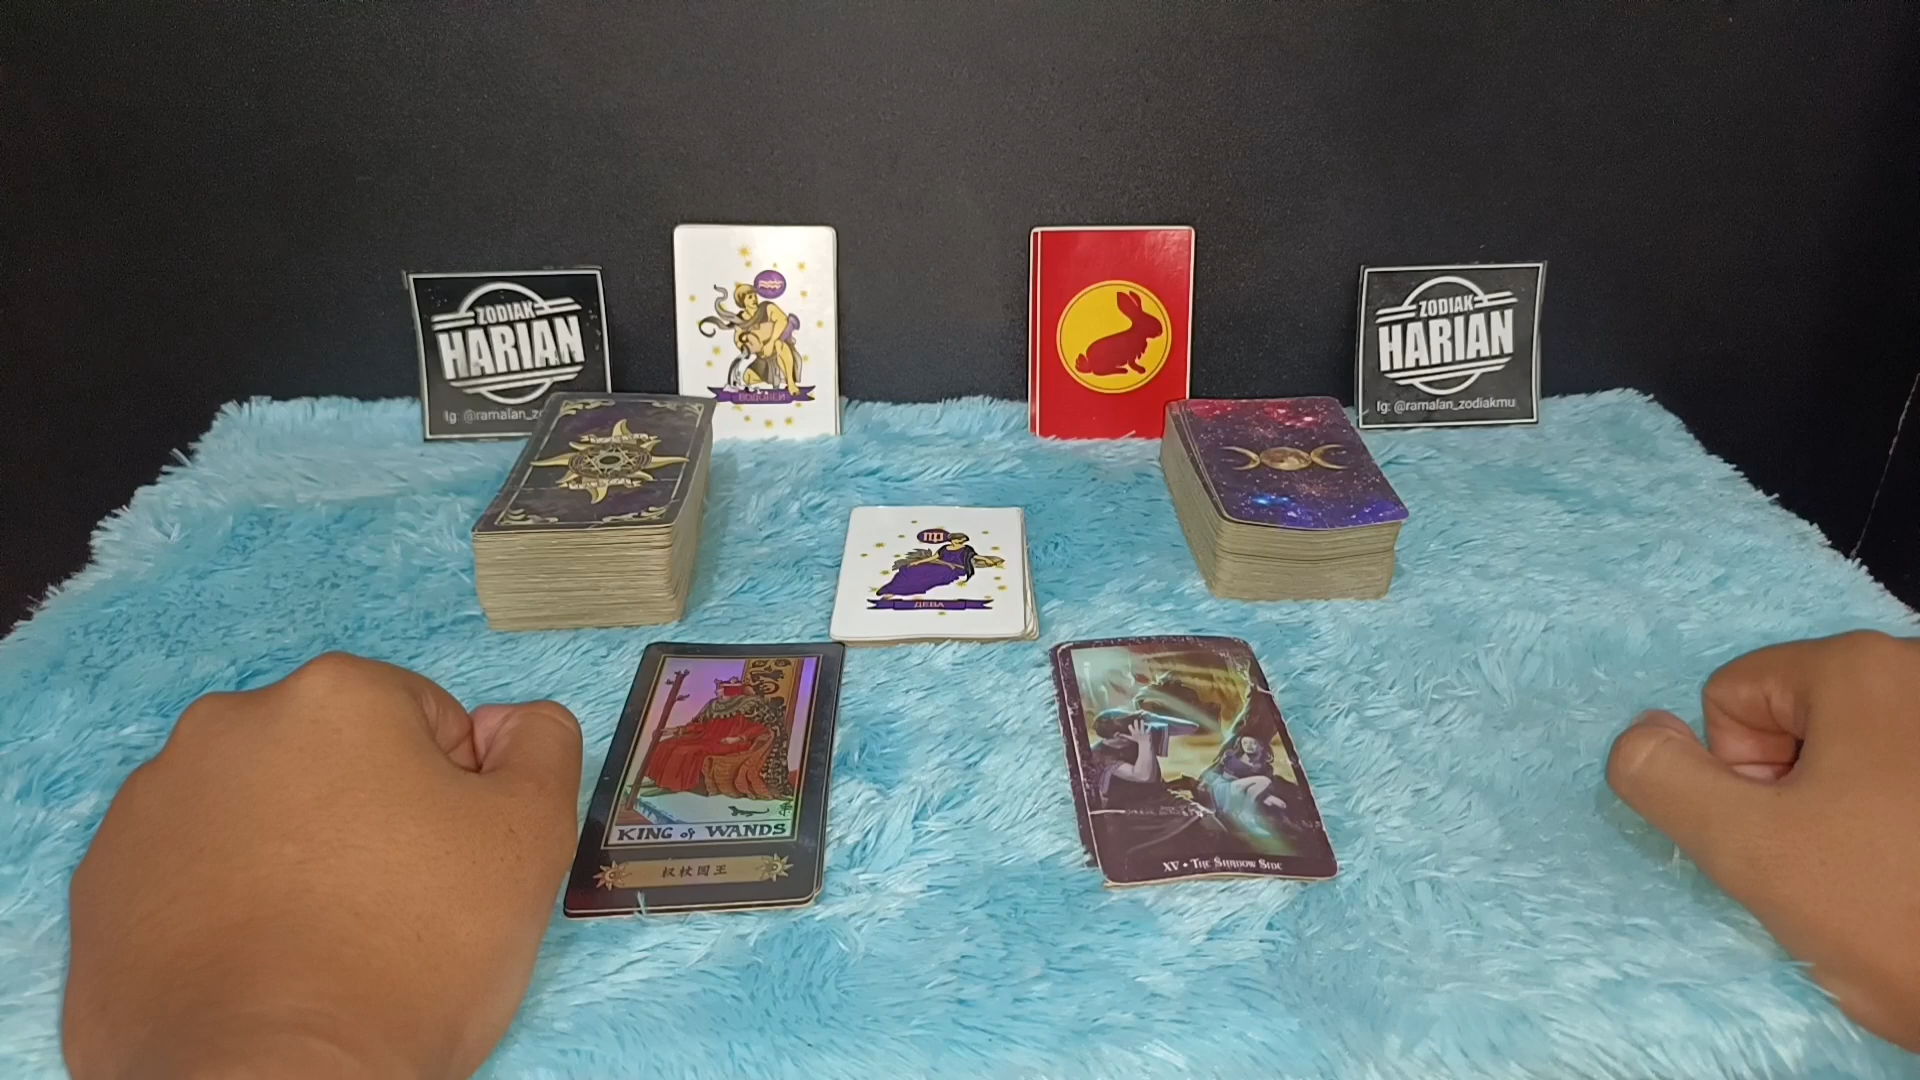 ZODIAK
HARIAN
Ig: @ramalan_zo
ВОДОЛЕЙ
ZODIAK
HARIAN
Ig: @ramalan_zodiakmu
ДЕВА
KING of WANDS
权杖国王
XV • THE SHADOW SIDE